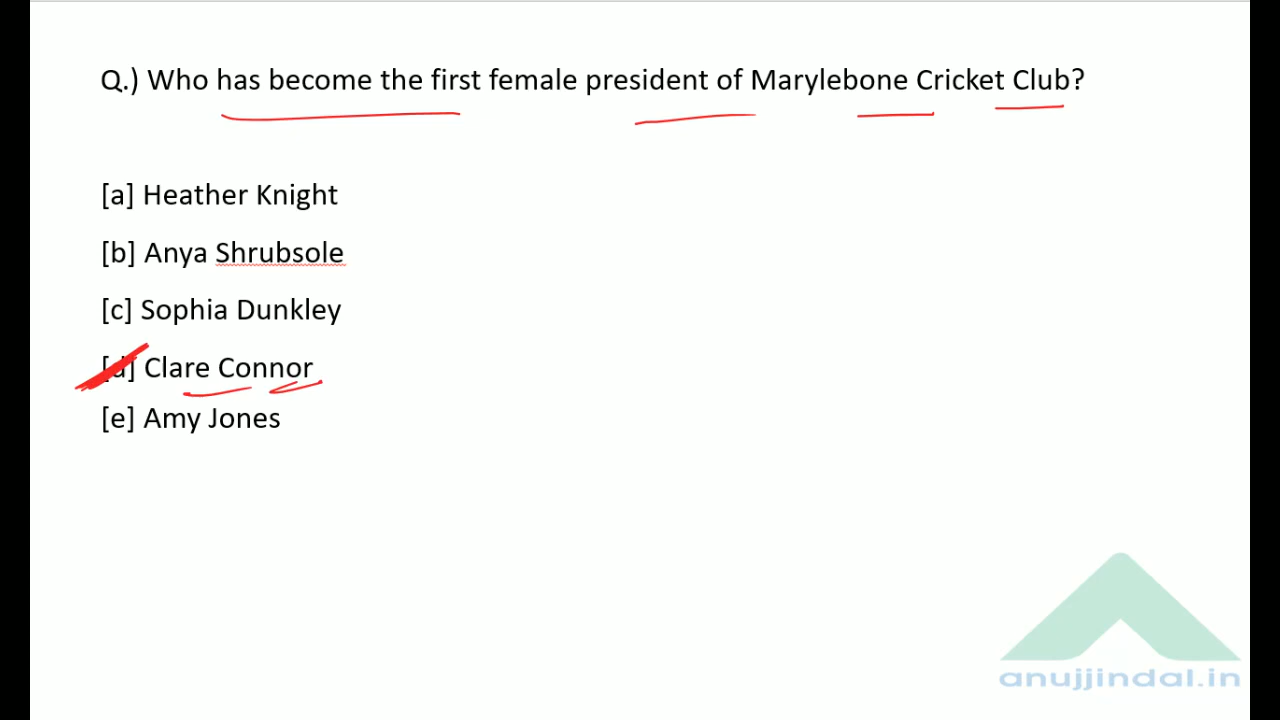 Q.) Who has become the first female president of Marylebone Cricket Club?
[a] Heather Knight
[b] Anya Shrubsole
[c] Sophia Dunkley
[d] Clare Connor
[e] Amy Jones
anujjindal.in